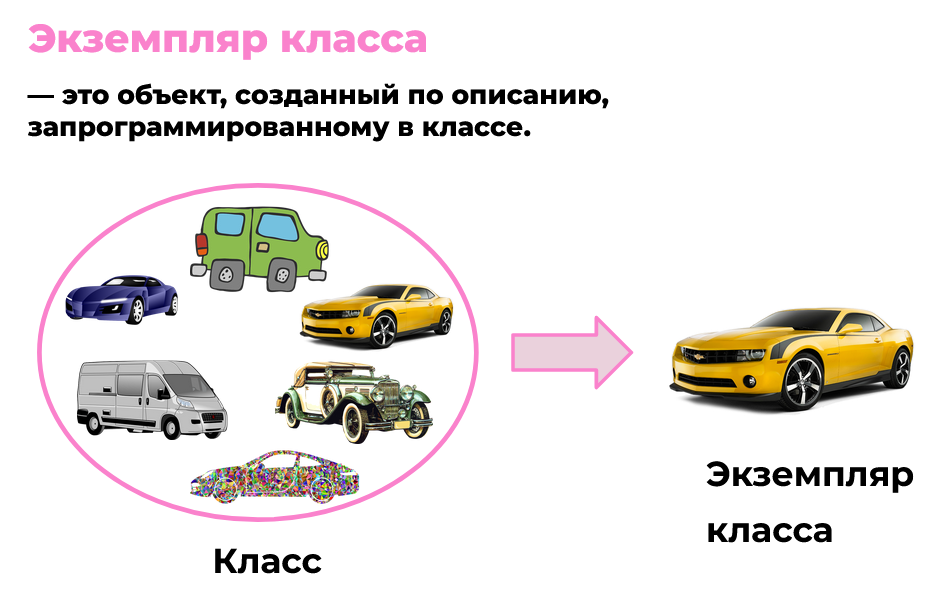 Экземпляр класса
— это объект, созданный по описанию,
запрограммированному в классе.
Класс
Экземпляр
класса